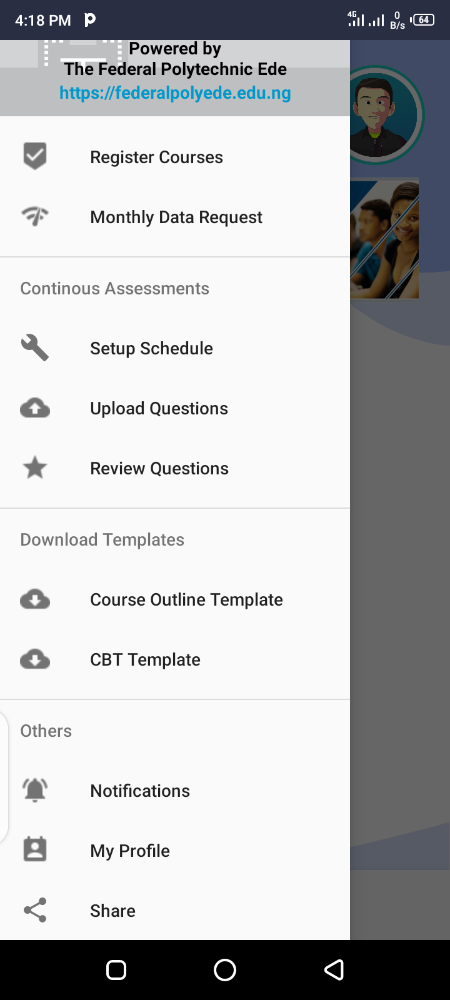 4:18 PM
4G
0
B/s
64
Powered by
The Federal Polytechnic Ede
https://federalpolyede.edu.ng
Register Courses
Monthly Data Request
Continous Assessments
Setup Schedule
Upload Questions
Review Questions
Download Templates
Course Outline Template
CBT Template
Others
Notifications
My Profile
Share